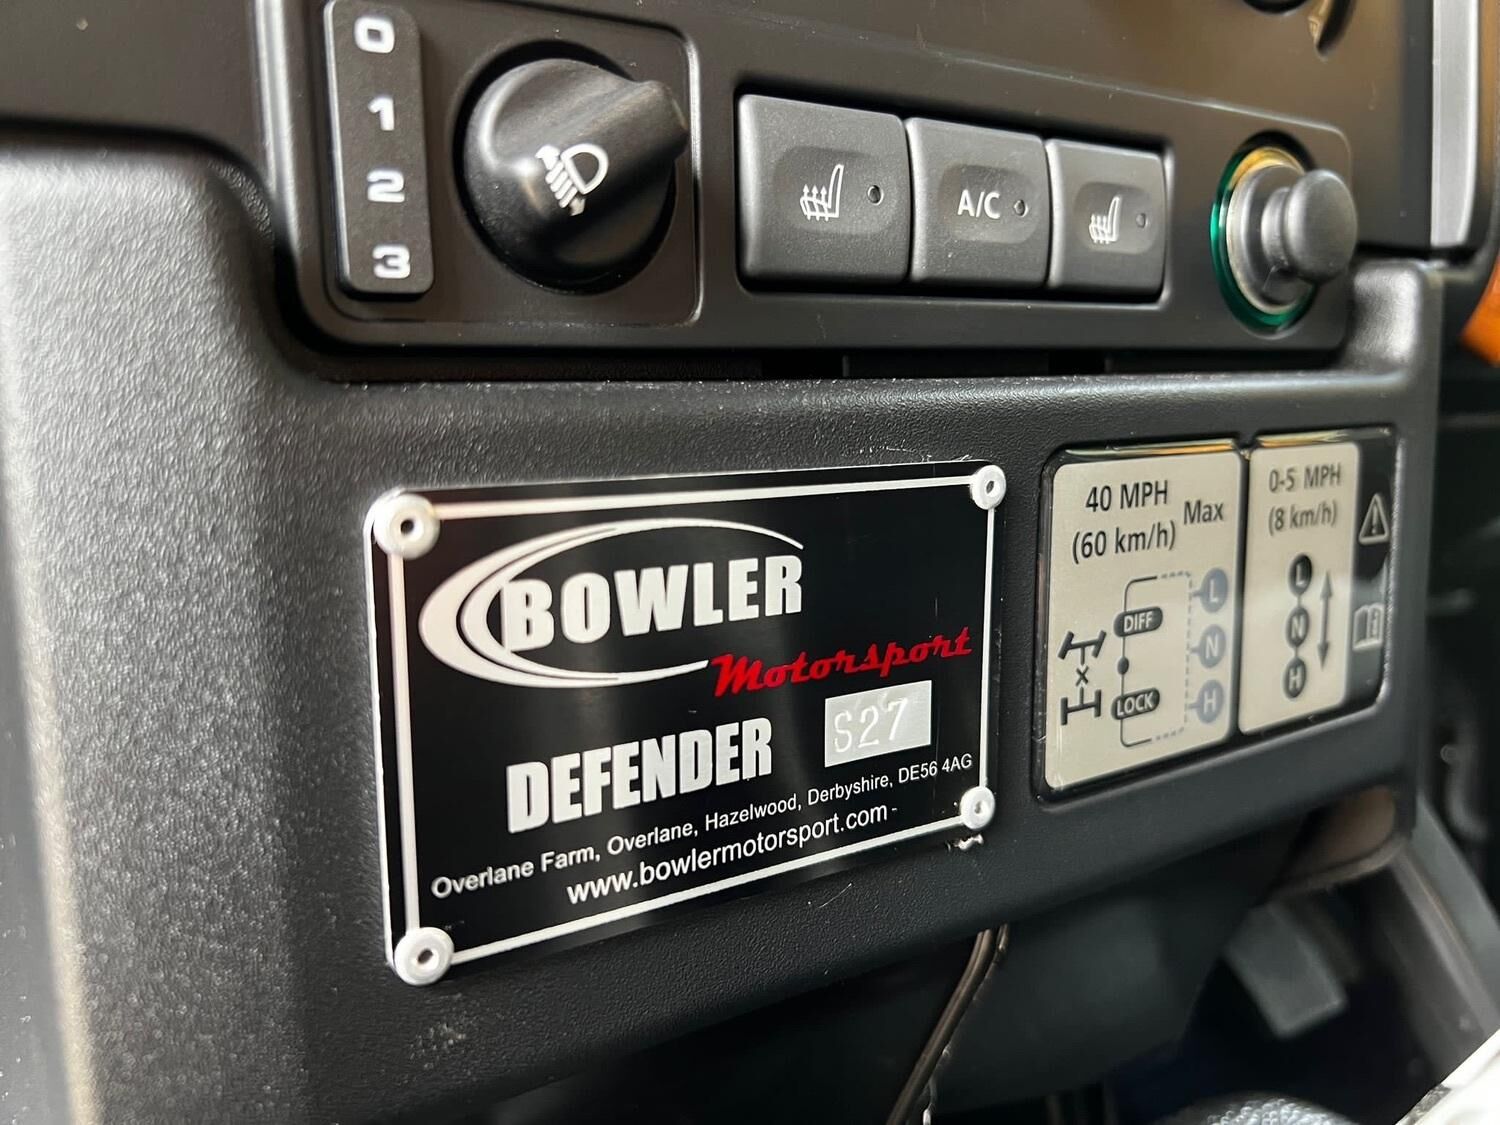 0
1
2
3
A/C
BOWLER
Motorsport
DEFENDER S27
Overlane Farm, Overlane, Hazelwood, Derbyshire, DE56 4AG
www.bowlermotorsport.com
40 MPH
(60 km/h) Max
DIFF
LOCK
L
N
H
0-5 MPH
(8 km/h)
L
N
H